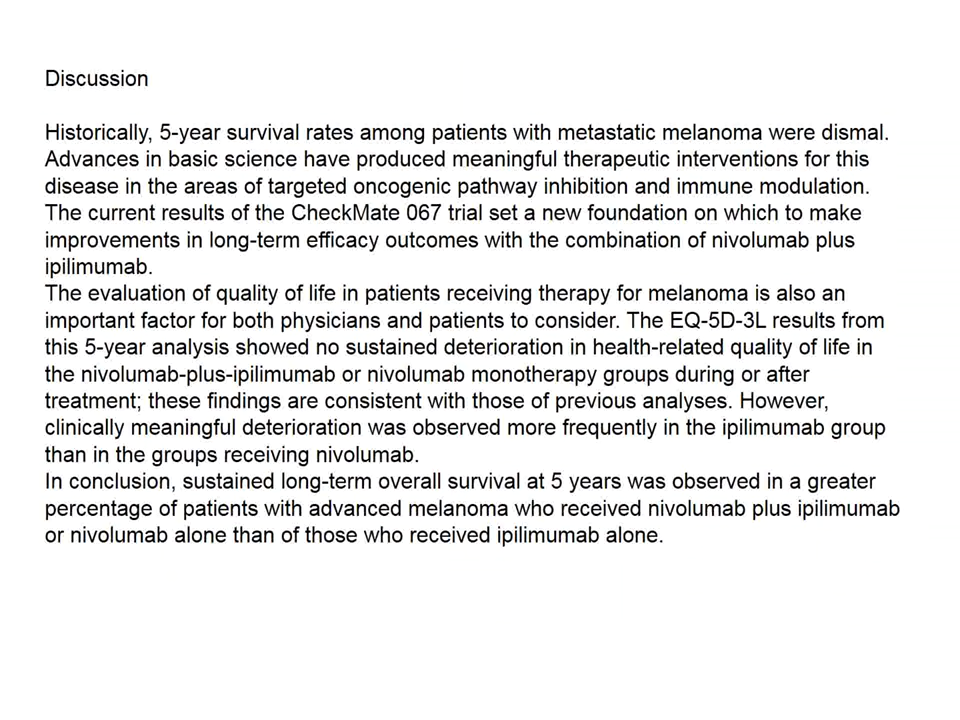 Discussion
Historically, 5-year survival rates among patients with metastatic melanoma were dismal.
Advances in basic science have produced meaningful therapeutic interventions for this
disease in the areas of targeted oncogenic pathway inhibition and immune modulation.
The current results of the CheckMate 067 trial set a new foundation on which to make
improvements in long-term efficacy outcomes with the combination of nivolumab plus
ipilimumab.
The evaluation of quality of life in patients receiving therapy for melanoma is also an
important factor for both physicians and patients to consider. The EQ-5D-3L results from
this 5-year analysis showed no sustained deterioration in health-related quality of life in
the nivolumab-plus-ipilimumab or nivolumab monotherapy groups during or after
treatment; these findings are consistent with those of previous analyses. However,
clinically meaningful deterioration was observed more frequently in the ipilimumab group
than in the groups receiving nivolumab.
In conclusion, sustained long-term overall survival at 5 years was observed in a greater
percentage of patients with advanced melanoma who received nivolumab plus ipilimumab
or nivolumab alone than of those who received ipilimumab alone.